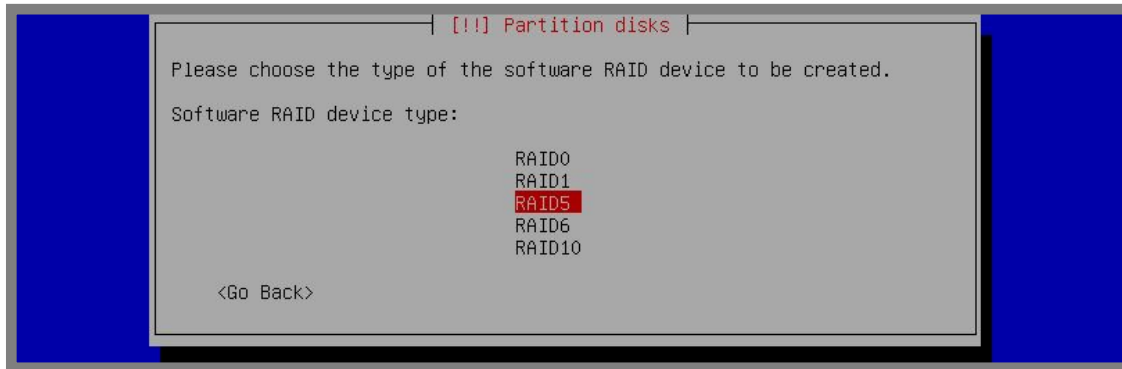 [!!] Partition disks
Please choose the type of the software RAID device to be created.
Software RAID device type:
RAID0
RAID1
RAID5
RAID6
RAID10
<Go Back>